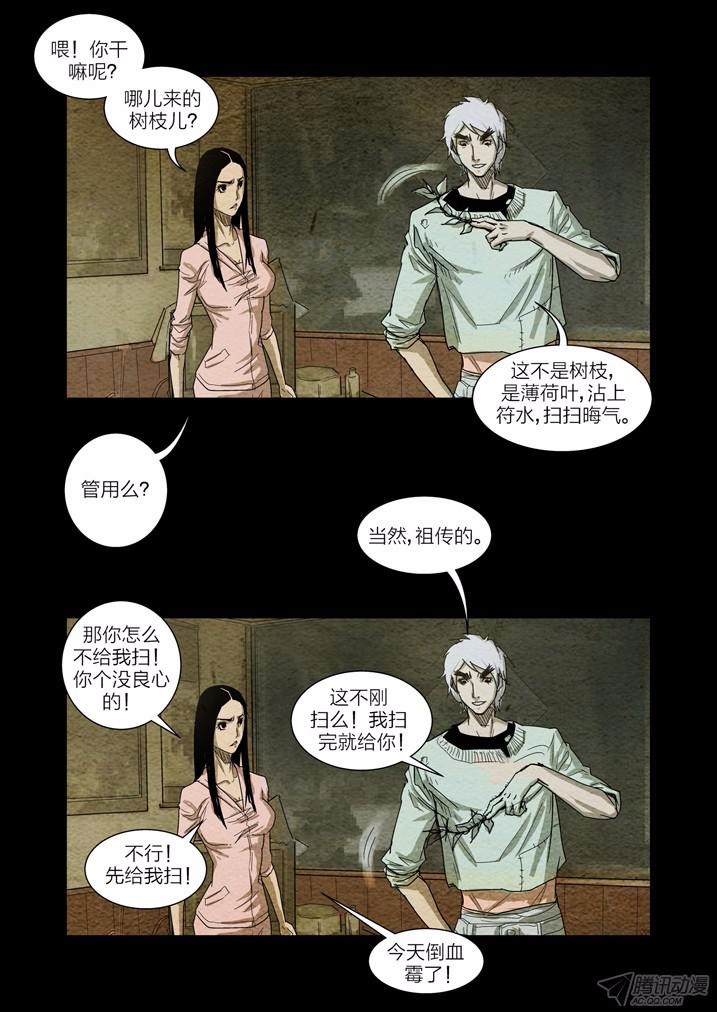 喂！你干
嘛呢？
哪儿来的
树枝儿？
这不是树枝，
是薄荷叶，沾上
符水，扫扫晦气。
管用么？
当然，祖传的。
那你怎么
不给我扫！
你个没良心
的！
这不刚
扫么！我扫
完就给你！
不行！
先给我扫！
今天倒血
霉了！
腾讯动漫
AC.QQ.COM